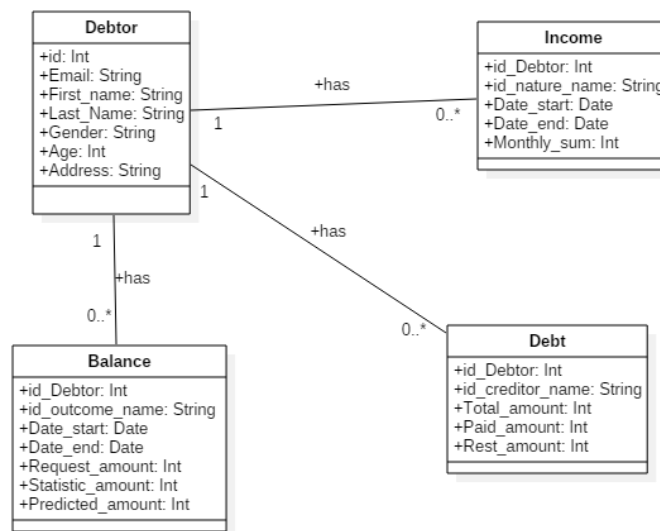 Debtor
+id: Int
+Email: String
+First_name: String
+Last_Name: String
+Gender: String
+Age: Int
+Address: String
Income
+id_Debtor: Int
+id_nature_name: String
+Date_start: Date
+Date_end: Date
+Monthly_sum: Int
+has
1
0..*
1
+has
0..*
1
+has
0..*
Balance
+id_Debtor: Int
+id_outcome_name: String
+Date_start: Date
+Date_end: Date
+Request_amount: Int
+Statistic_amount: Int
+Predicted_amount: Int
Debt
+id_Debtor: Int
+id_creditor_name: String
+Total_amount: Int
+Paid_amount: Int
+Rest_amount: Int